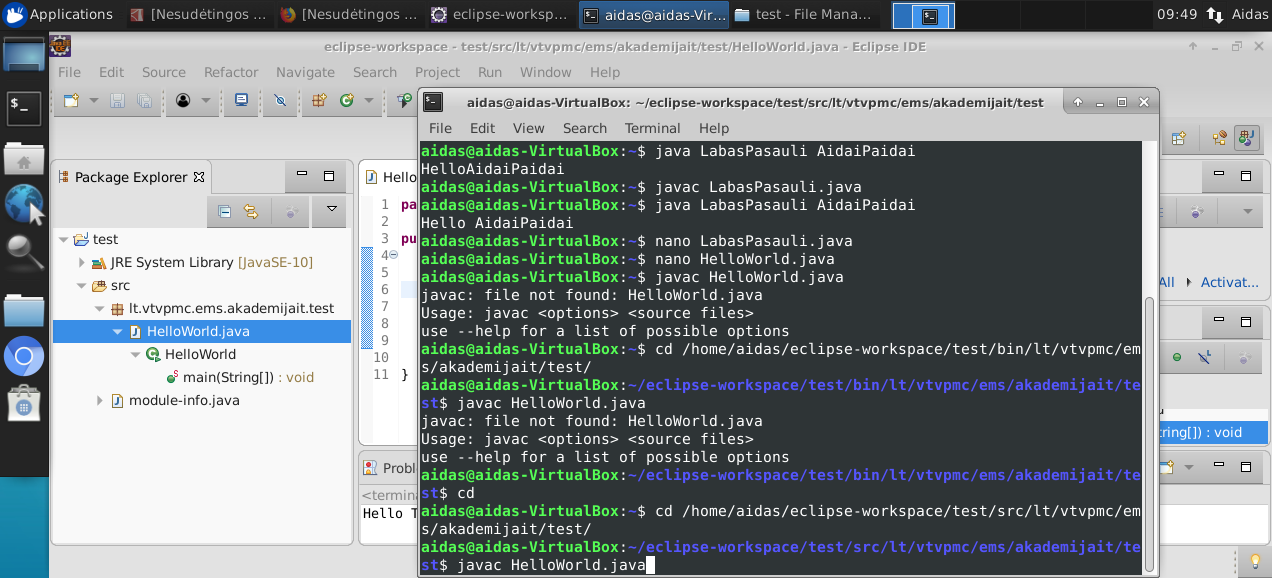 Applications
[Nesudėtingos ...
[Nesudėtingos ...
eclipse-worksp...
aidas@aidas-Vir...
test - File Mana...
09:49
Aidas
eclipse-workspace - test/src/lt/vtvpmc/ems/akademijait/test/HelloWorld.java - Eclipse IDE
File Edit Source Refactor Navigate Search Project Run Window Help
aidas@aidas-VirtualBox: ~/eclipse-workspace/test/src/lt/vtvpmc/ems/akademijait/test
File Edit View Search Terminal Help
aidas@aidas-VirtualBox:~$ java LabasPasauli AidaiPaidai
HelloAidaiPaidai
aidas@aidas-VirtualBox:~$ javac LabasPasauli.java
aidas@aidas-VirtualBox:~$ java LabasPasauli AidaiPaidai
Hello AidaiPaidai
aidas@aidas-VirtualBox:~$ nano LabasPasauli.java
aidas@aidas-VirtualBox:~$ nano HelloWorld.java
aidas@aidas-VirtualBox:~$ javac HelloWorld.java
javac: file not found: HelloWorld.java
Usage: javac <options> <source files>
use --help for a list of possible options
aidas@aidas-VirtualBox:~$ cd /home/aidas/eclipse-workspace/test/bin/lt/vtvpmc/em
s/akademijait/test/
aidas@aidas-VirtualBox:~/eclipse-workspace/test/bin/lt/vtvpmc/ems/akademijait/te
st$ javac HelloWorld.java
javac: file not found: HelloWorld.java
Usage: javac <options> <source files>
use --help for a list of possible options
aidas@aidas-VirtualBox:~/eclipse-workspace/test/bin/lt/vtvpmc/ems/akademijait/te
st$ cd
aidas@aidas-VirtualBox:~$ cd /home/aidas/eclipse-workspace/test/src/lt/vtvpmc/em
s/akademijait/test/
aidas@aidas-VirtualBox:~/eclipse-workspace/test/src/lt/vtvpmc/ems/akademijait/te
st$ javac HelloWorld.java
Package Explorer
test
JRE System Library [JavaSE-10]
src
lt.vtvpmc.ems.akademijait.test
HelloWorld.java
HelloWorld
main(String[]) : void
module-info.java
Hello
1 pa
2
3 pu
4
5
6
7
8
9
10
11 }
Probl
<termina
Hello T
All
Activat...
ring[]) : void